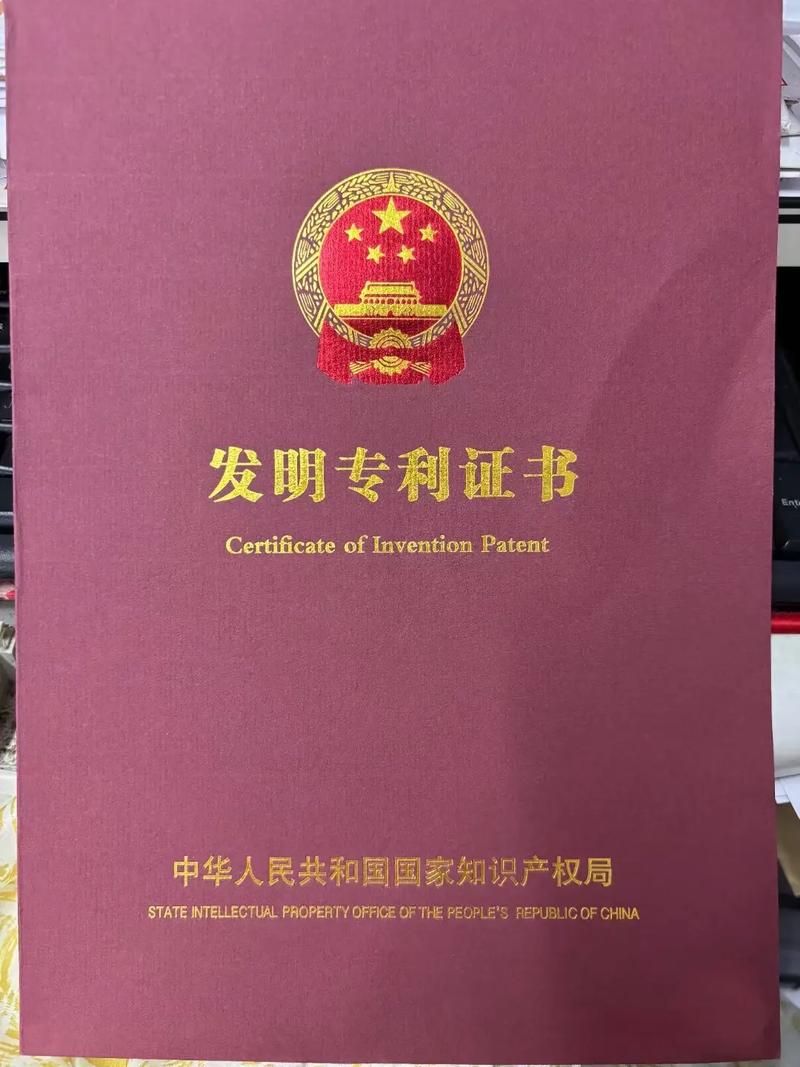 发明专利证书
Certificate of Invention Patent
中华人民共和国国家知识产权局
STATE INTELLECTUAL PROPERTY OFFICE OF THE PEOPLE'S REPUBLIC OF CHINA